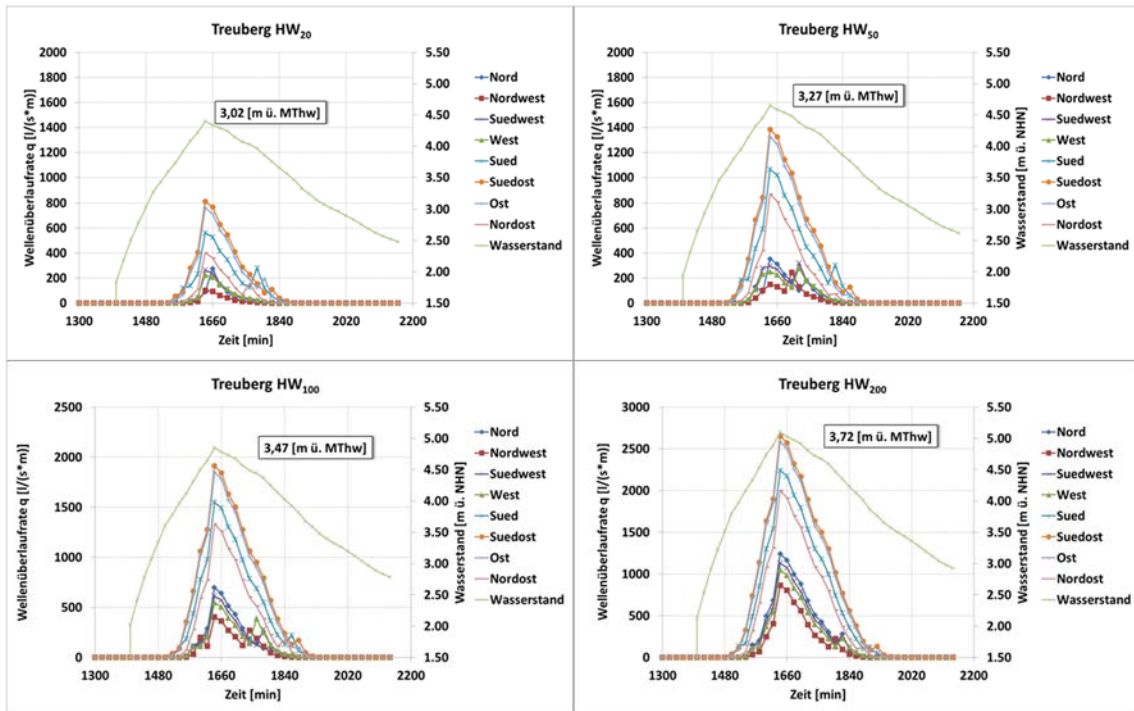 Treuberg HW20
Wellenüberlaufrate q [l/(s*m)]
2000
1800
1600
1400
1200
1000
800
600
400
200
0
3,02 [m ü. MThw]
5.50
5.00
4.50
4.00
3.50
3.00
2.50
2.00
1.50
Wasserstand [m ü. NHN]
Nord
Nordwest
Suedwest
West
Sued
Suedost
Ost
Nordost
Wasserstand
1300 1480 1660 1840 2020 2200
Zeit [min]
Treuberg HW50
Wellenüberlaufrate q [l/(s*m)]
2000
1800
1600
1400
1200
1000
800
600
400
200
0
3,27 [m ü. MThw]
5.50
5.00
4.50
4.00
3.50
3.00
2.50
2.00
1.50
Wasserstand [m ü. NHN]
Nord
Nordwest
Suedwest
West
Sued
Suedost
Ost
Nordost
Wasserstand
1300 1480 1660 1840 2020 2200
Zeit [min]
Treuberg HW100
Wellenüberlaufrate q [l/(s*m)]
2500
2000
1500
1000
500
0
3,47 [m ü. MThw]
5.50
5.00
4.50
4.00
3.50
3.00
2.50
2.00
1.50
Wasserstand [m ü. NHN]
Nord
Nordwest
Suedwest
West
Sued
Suedost
Ost
Nordost
Wasserstand
1300 1480 1660 1840 2020 2200
Zeit [min]
Treuberg HW200
Wellenüberlaufrate q [l/(s*m)]
3000
2500
2000
1500
1000
500
0
3,72 [m ü. MThw]
5.50
5.00
4.50
4.00
3.50
3.00
2.50
2.00
1.50
Wasserstand [m ü. NHN]
Nord
Nordwest
Suedwest
West
Sued
Suedost
Ost
Nordost
Wasserstand
1300 1480 1660 1840 2020 2200
Zeit [min]